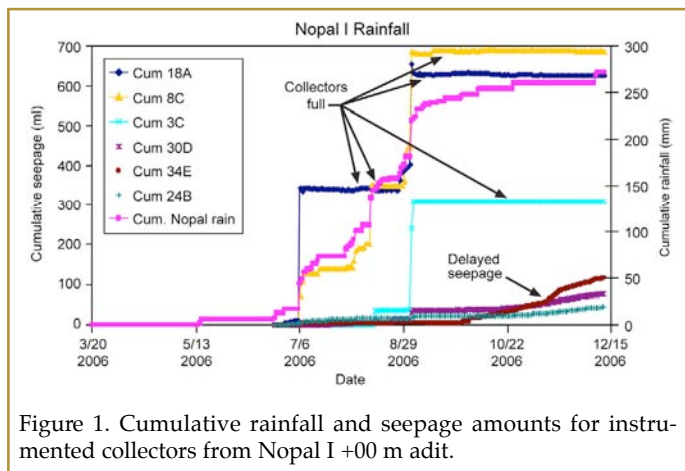 Nopal I Rainfall
700
600
500
400
300
200
100
0
Cumulative seepage (ml)
Cum 18A
Cum 8C
Cum 3C
Cum 30D
Cum 34E
Cum 24B
Cum. Nopal rain
Collectors
full
Delayed
seepage
300
250
200
150
100
50
0
Cumulative rainfall (mm)
3/20 5/13 7/6 8/29 10/22 12/15
2006 2006 2006 2006 2006 2006
Date
Figure 1. Cumulative rainfall and seepage amounts for instru-
mented collectors from Nopal I +00 m adit.